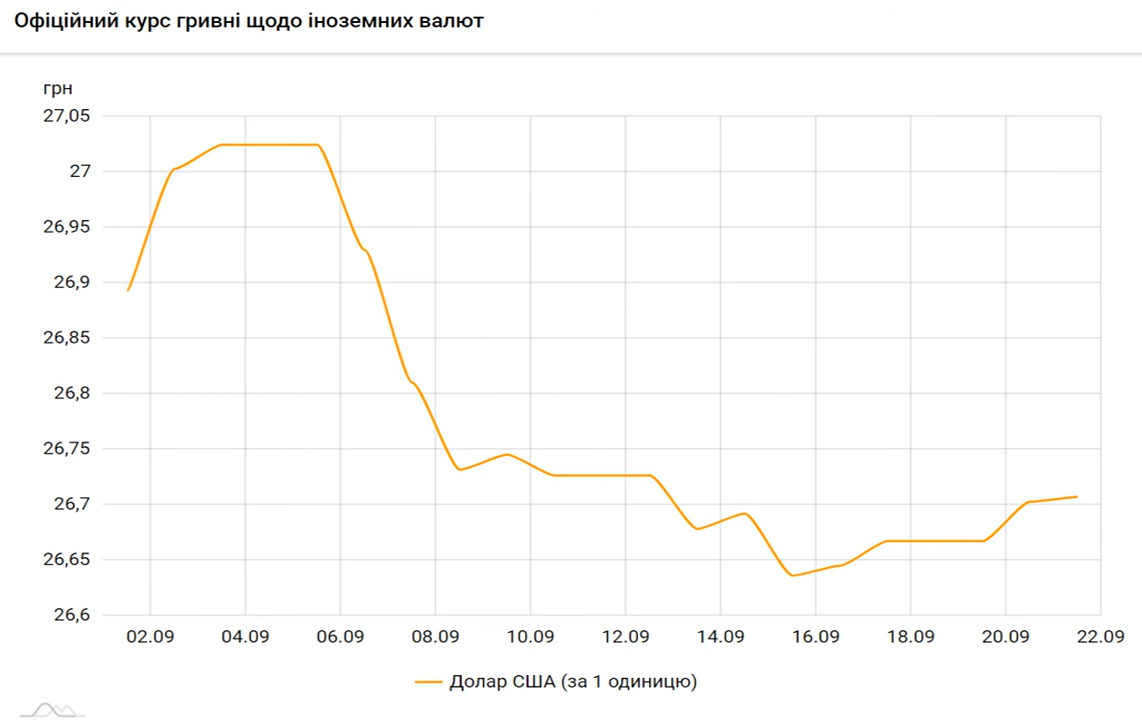 Офіційний курс гривні щодо іноземних валют
грн
27,05
27
26,95
26,9
26,85
26,8
26,75
26,7
26,65
26,6
02.09 04.09 06.09 08.09 10.09 12.09 14.09 16.09 18.09 20.09 22.09
Долар США (за 1 одиницю)